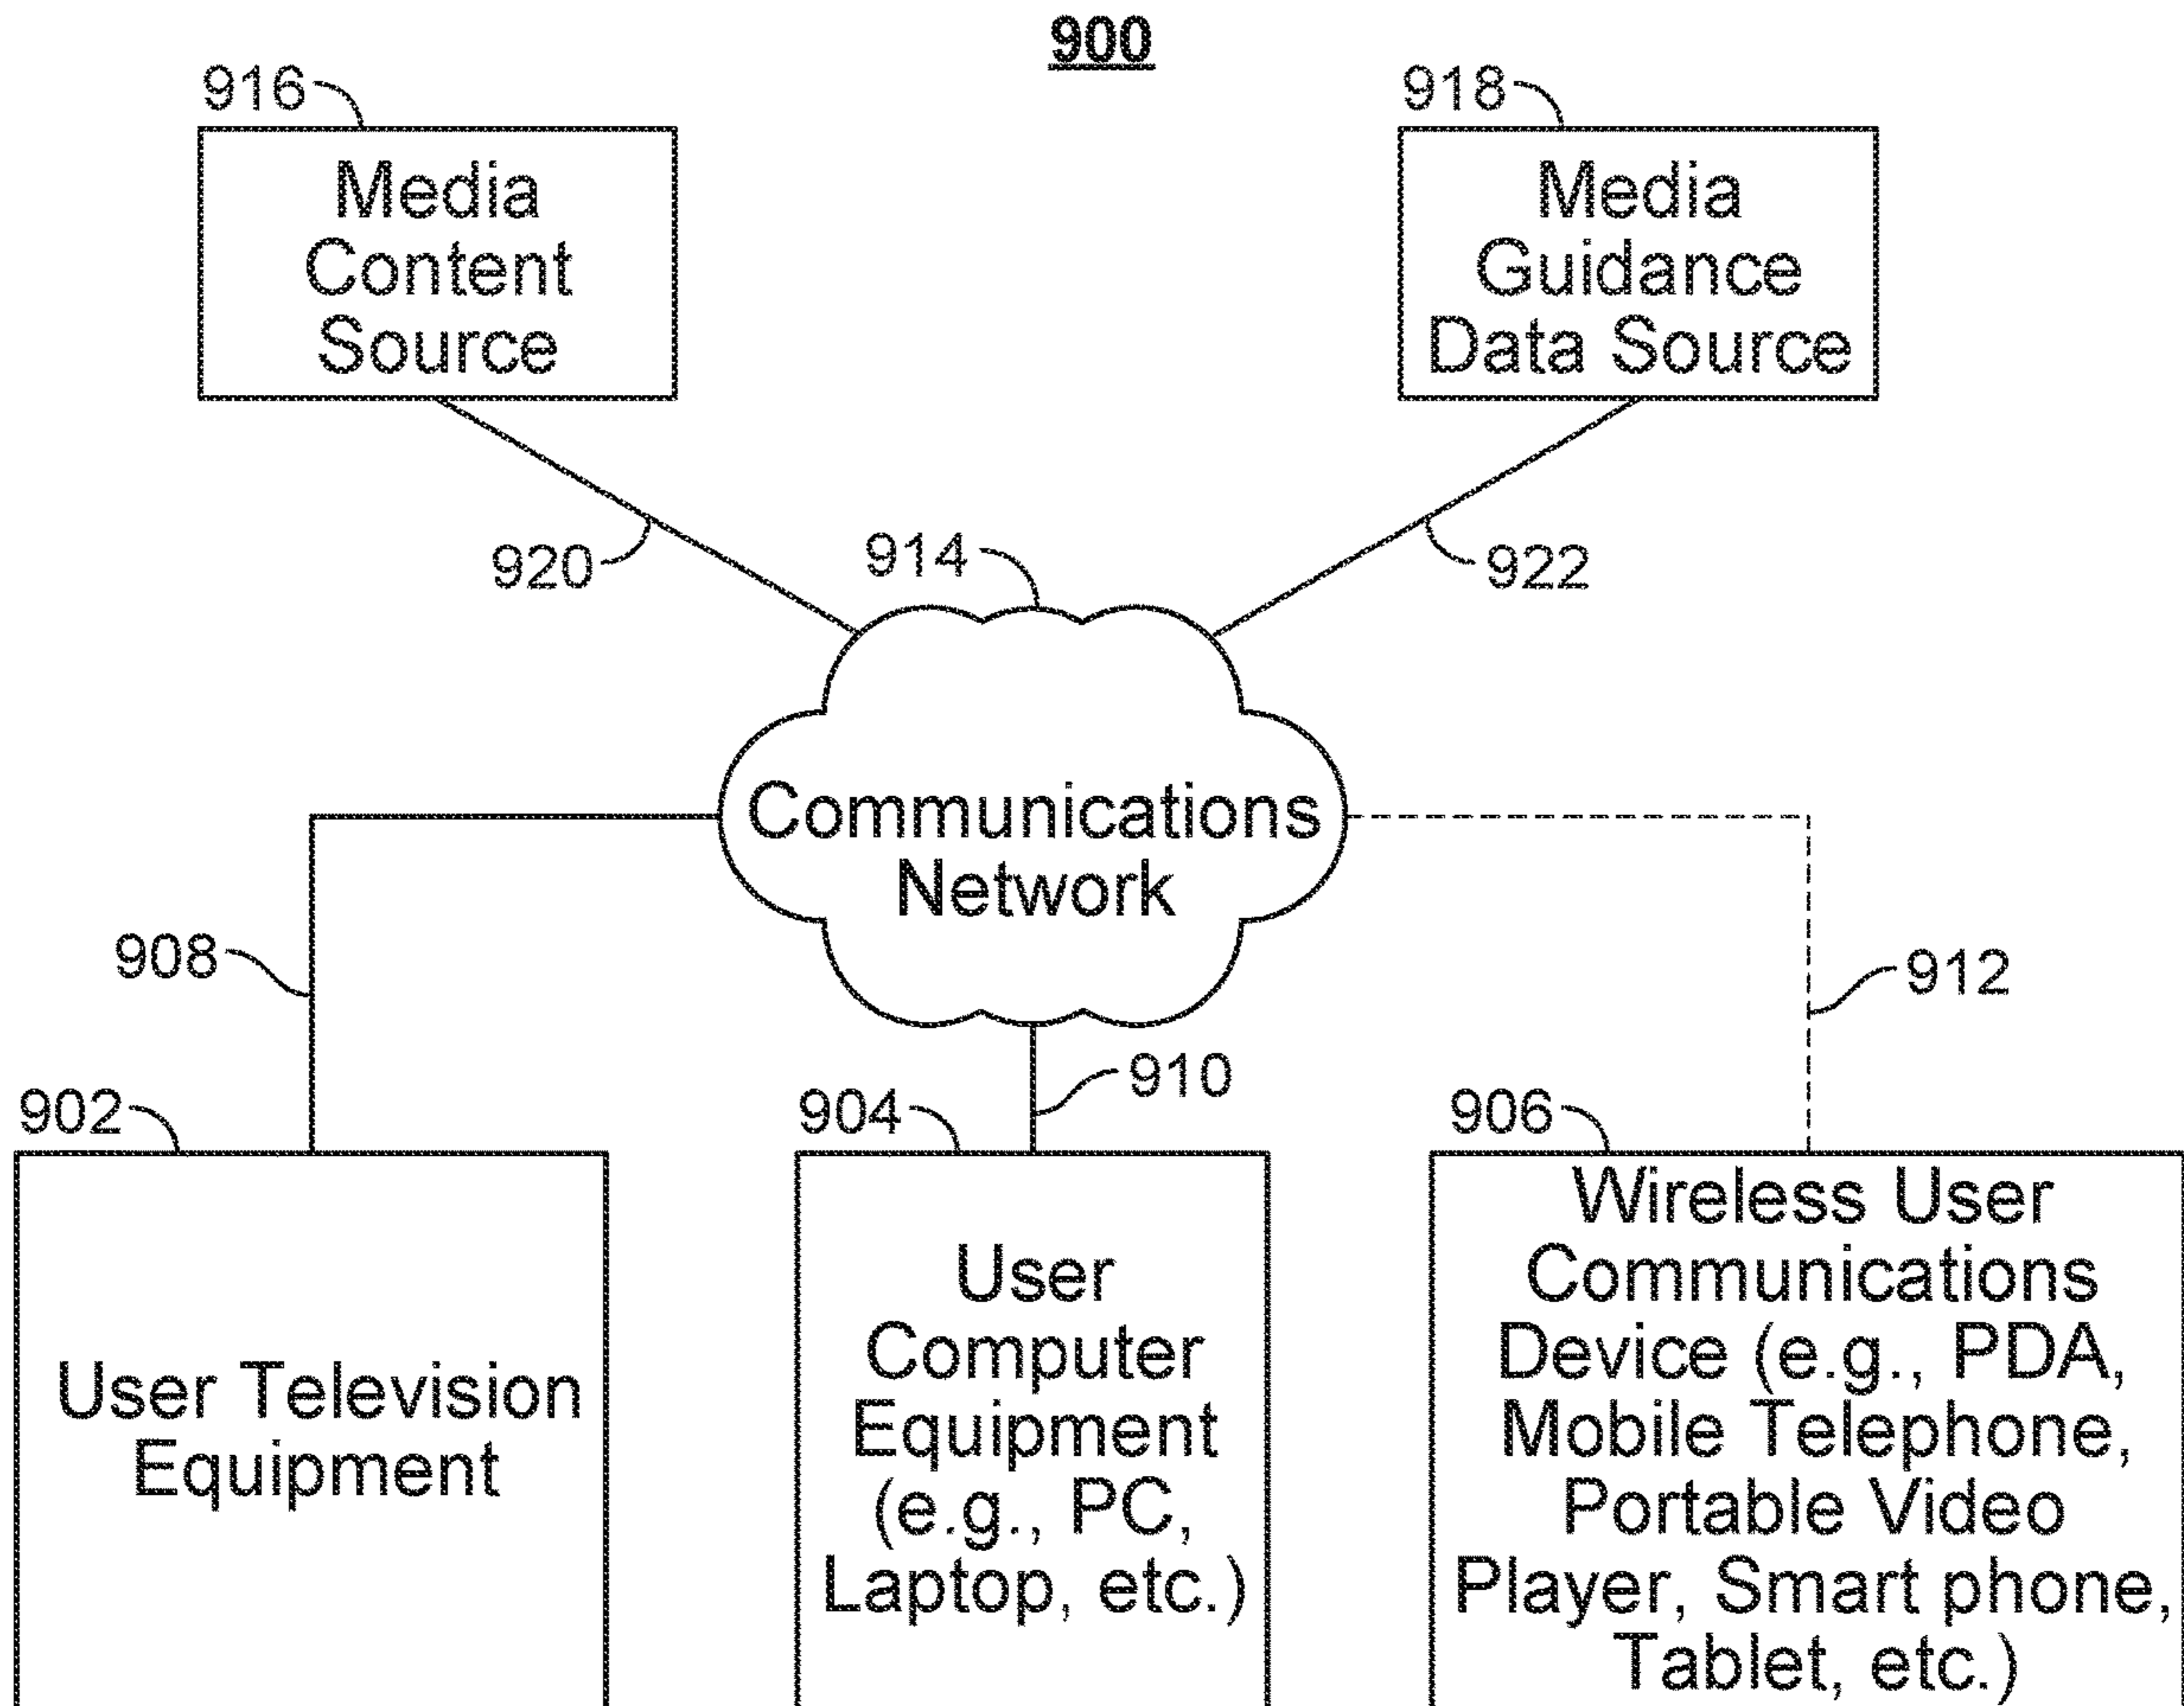 900
916
918
Media
Content
Source
Media
Guidance
Data Source
920
914
922
Communications
Network
908
912
910
902
904
906
User Television
Equipment
User
Computer
Equipment
(e.g., PC,
Laptop, etc.)
Wireless User
Communications
Device (e.g., PDA,
Mobile Telephone,
Portable Video
Player, Smart phone,
Tablet, etc.)